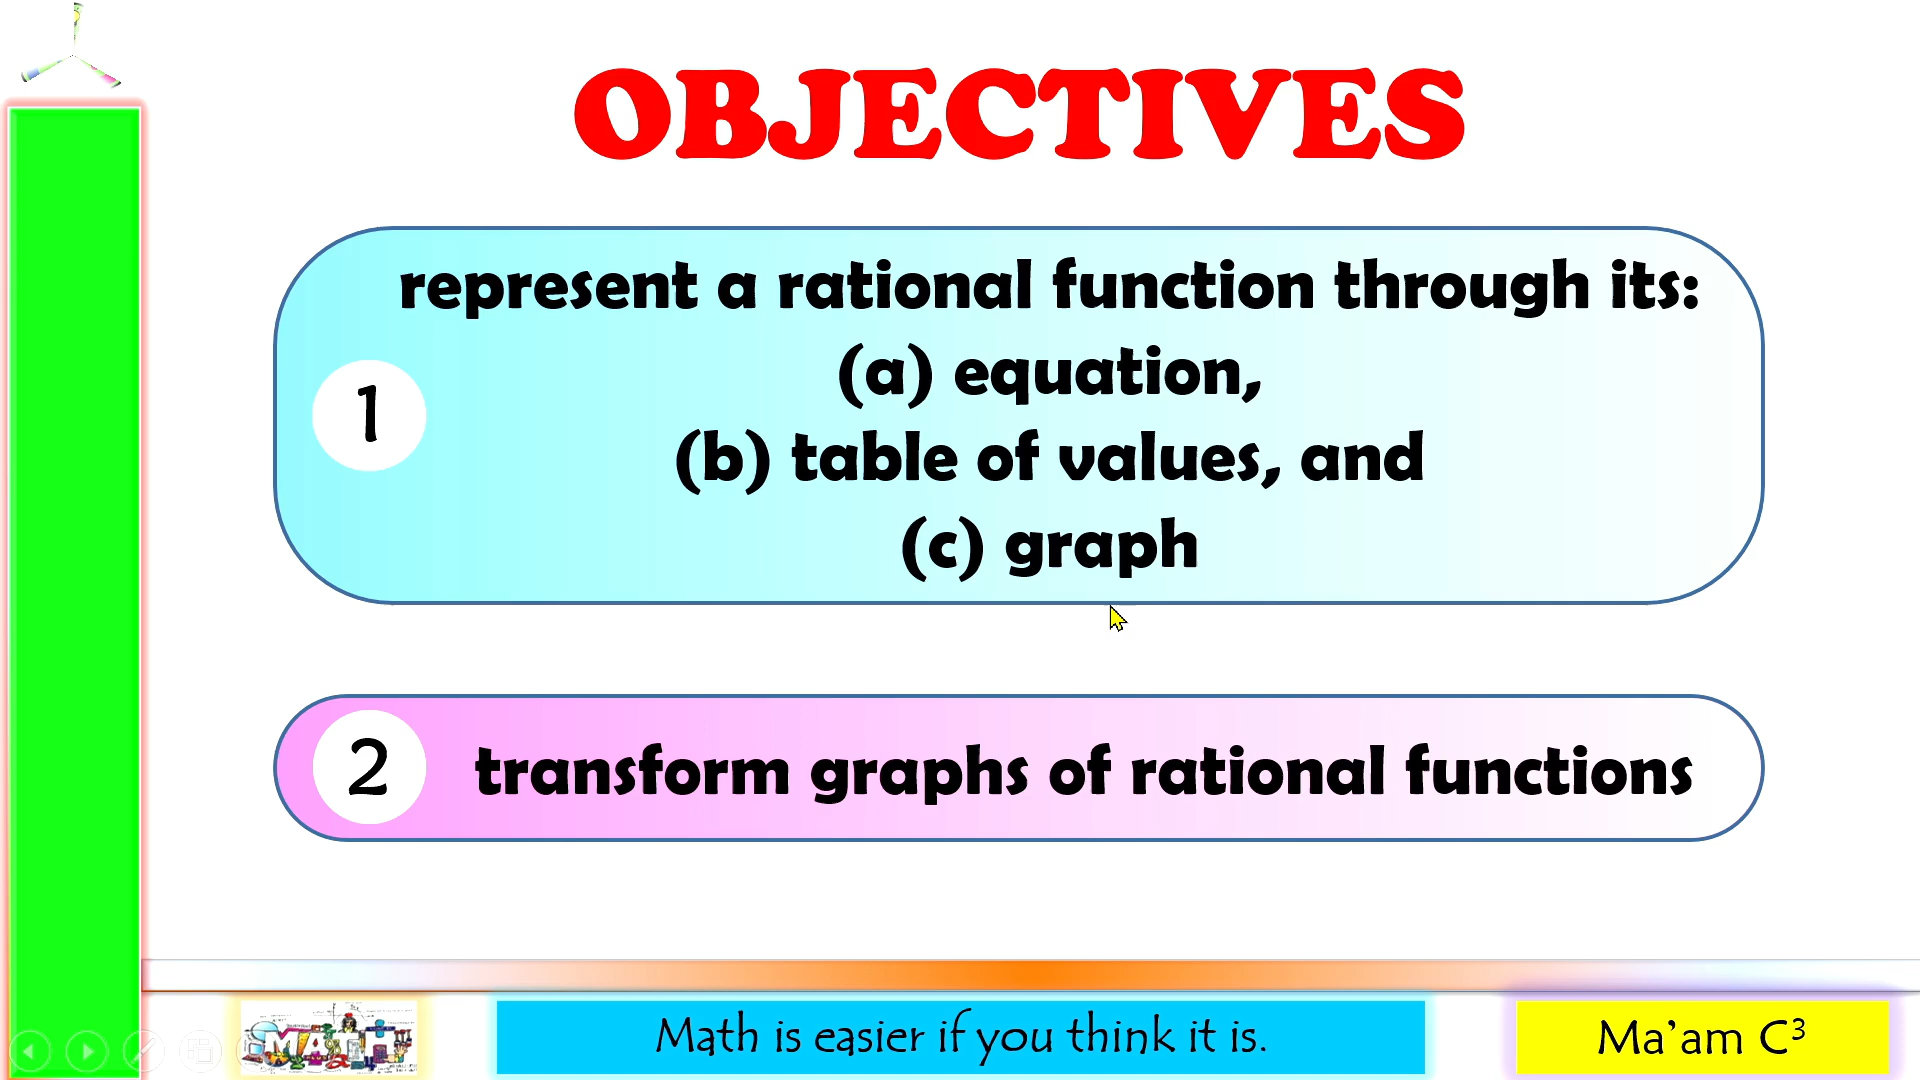 OBJECTIVES
represent a rational function through its:
(a) equation,
1
(b) table of values, and
(c) graph
2 transform graphs of rational functions
MATH
Math is easier if you think it is.
Ma'am C³